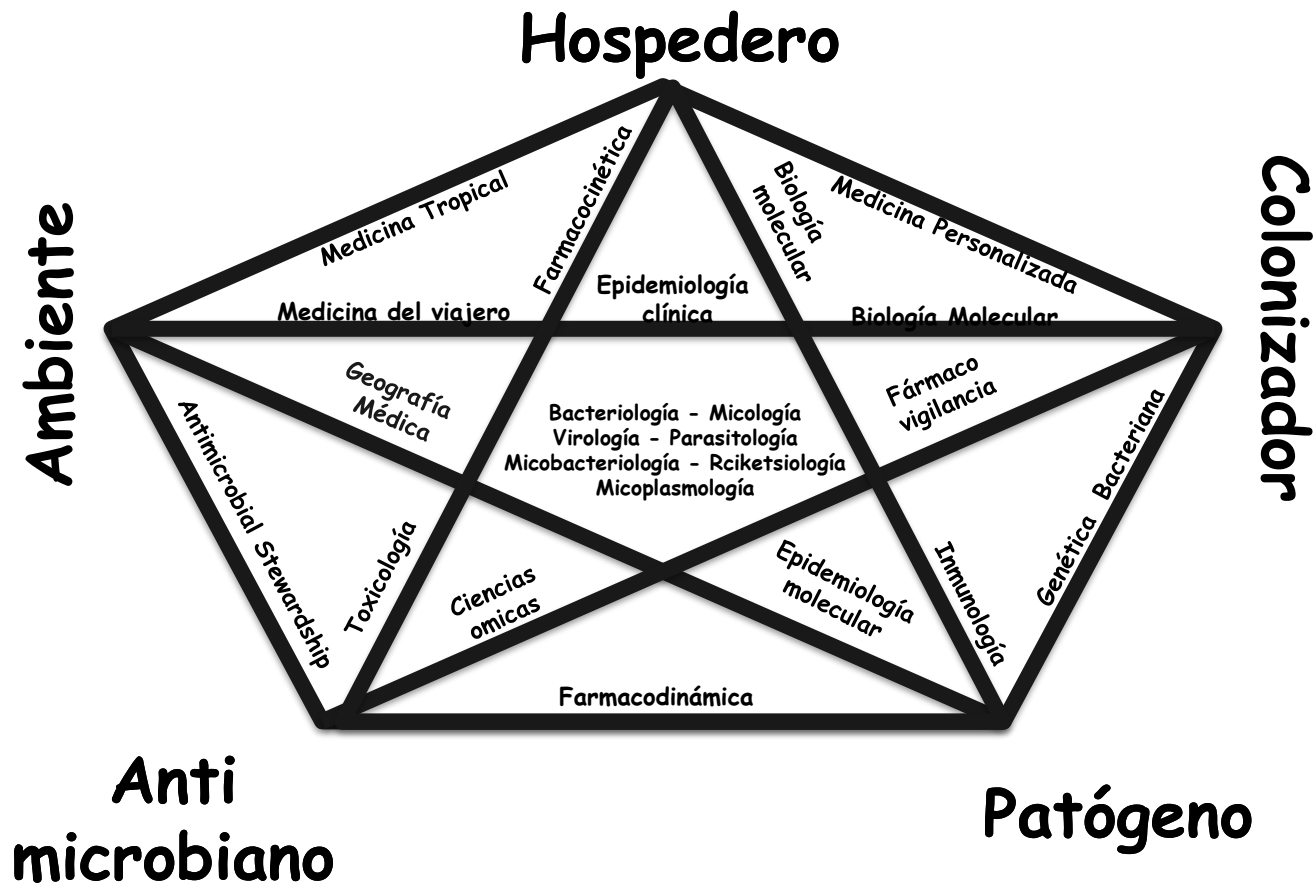 Hospedero
Ambiente
Colonizador
Medicina Tropical
Farmacocinética
Biología
molecular
Medicina Personalizada
Epidemiología
clínica
Medicina del viajero
Biología Molecular
Geografía
Médica
Fármaco
vigilancia
Bacteriología - Micología
Virología - Parasitología
Micobacteriología - Rciketsiología
Micoplasmología
Antimicrobial Stewardship
Toxicología
Ciencias
omicas
Epidemiología
molecular
Inmunología
Genética Bacteriana
Farmacodinámica
Anti
microbiano
Patógeno